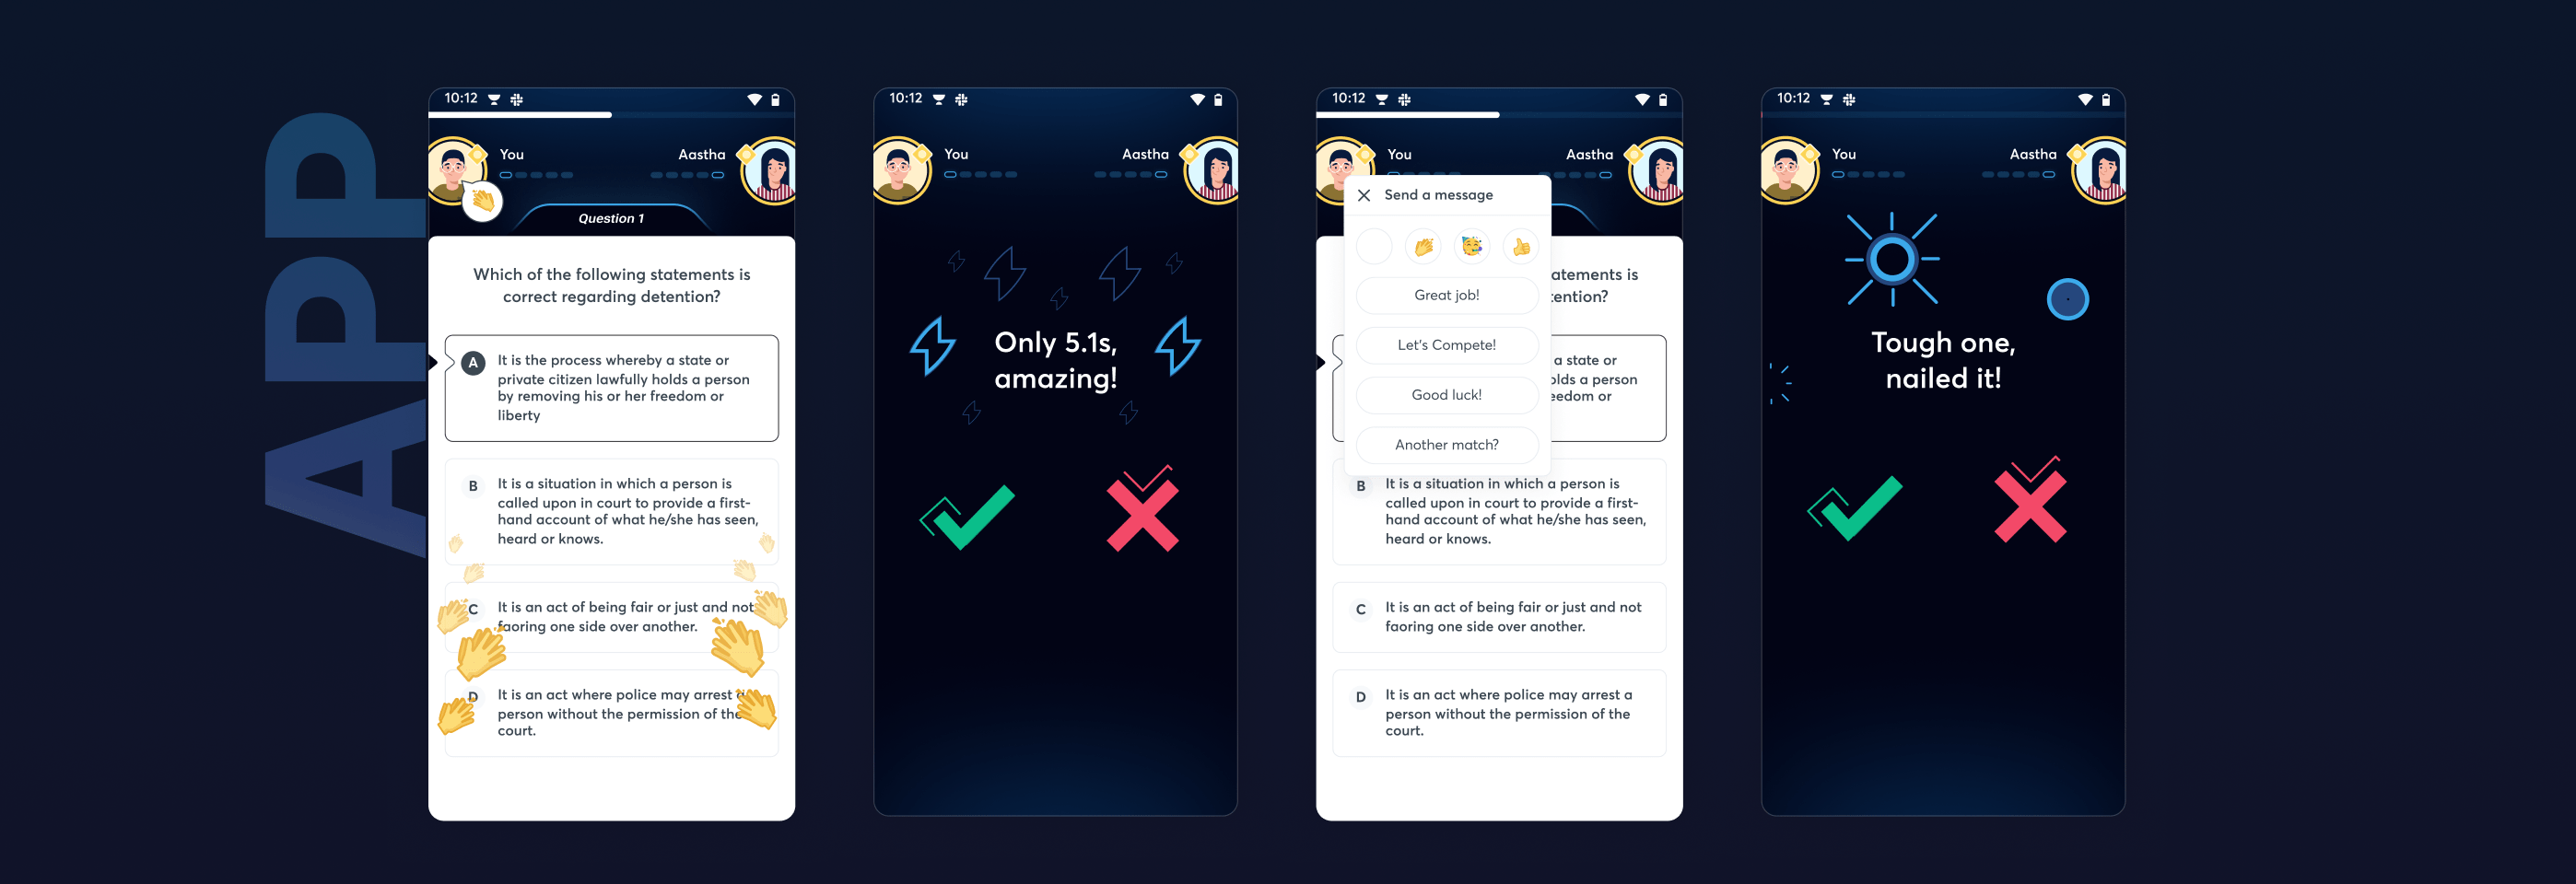 APP
10:12
You
Aastha
Question 1
Which of the following statements is
correct regarding detention?
A
It is the process whereby a state or
private citizen lawfully holds a person
by removing his or her freedom or
liberty
B
It is a situation in which a person is
called upon in court to provide a first-
hand account of what he/she has seen,
heard or knows.
C
It is an act of being fair or just and not
faoring one side over another.
D
It is an act where police may arrest a
person without the permission of the
court.
10:12
You
Aastha
Only 5.1s,
amazing!
10:12
You
Aastha
Send a message
Great job!
Let's Compete!
Good luck!
Another match?
atements is
tention?
a state or
olds a person
eedom or
B
It is a situation in which a person is
called upon in court to provide a first-
hand account of what he/she has seen,
heard or knows.
C
It is an act of being fair or just and not
faoring one side over another.
D
It is an act where police may arrest a
person without the permission of the
court.
10:12
You
Aastha
Tough one,
nailed it!